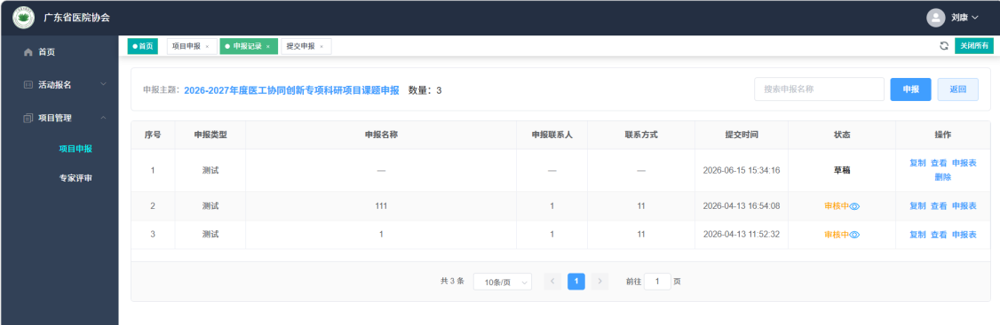 广东省医院协会
刘康
首页
活动报名
项目管理
项目申报
专家评审
首页 项目申报 × 申报记录 × 提交申报 × 关闭所有
申报主题：2026-2027年度医工协同创新专项科研项目课题申报 数量：3 搜索申报名称 申报 返回
序号 申报类型 申报名称 申报联系人 联系方式 提交时间 状态 操作
1 测试 — — — 2026-06-15 15:34:16 草稿 复制 查看 申报表
删除
2 测试 111 1 11 2026-04-13 16:54:08 审核中 复制 查看 申报表
3 测试 1 1 11 2026-04-13 11:52:32 审核中 复制 查看 申报表
共 3 条 10条/页 < 1 > 前往 1 页